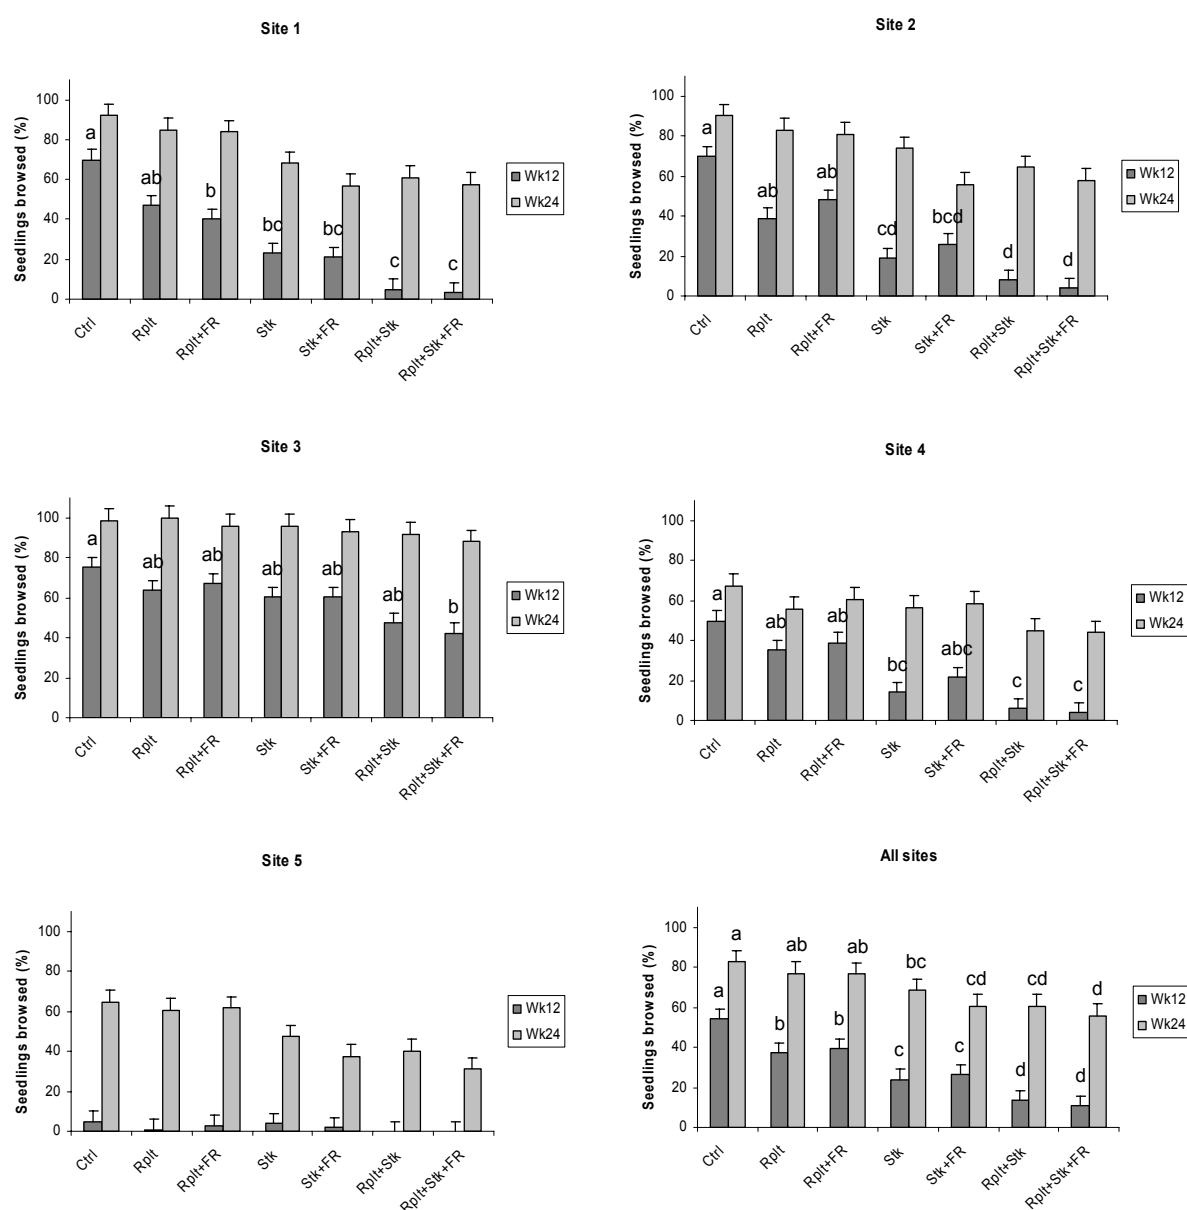 Site 1
Seedlings browsed (%)
100
80
60
40
20
0
a
ab
b
bc
bc
c
c
Ctrl
Rplt
Rplt+FR
Stk
Stk+FR
Rplt+Stk
Rplt+Stk+FR
Wk12
Wk24
Site 2
Seedlings browsed (%)
100
80
60
40
20
0
a
ab
ab
cd
bcd
d
d
Ctrl
Rplt
Rplt+FR
Stk
Stk+FR
Rplt+Stk
Rplt+Stk+FR
Wk12
Wk24
Site 3
Seedlings browsed (%)
100
80
60
40
20
0
a
ab
ab
ab
ab
ab
b
Ctrl
Rplt
Rplt+FR
Stk
Stk+FR
Rplt+Stk
Rplt+Stk+FR
Wk12
Wk24
Site 4
Seedlings browsed (%)
100
80
60
40
20
0
a
ab
ab
bc
abc
c
c
Ctrl
Rplt
Rplt+FR
Stk
Stk+FR
Rplt+Stk
Rplt+Stk+FR
Wk12
Wk24
Site 5
Seedlings browsed (%)
100
80
60
40
20
0
Ctrl
Rplt
Rplt+FR
Stk
Stk+FR
Rplt+Stk
Rplt+Stk+FR
Wk12
Wk24
All sites
Seedlings browsed (%)
100
80
60
40
20
0
a
ab
ab
bc
cd
cd
d
a
b
b
c
c
d
d
Ctrl
Rplt
Rplt+FR
Stk
Stk+FR
Rplt+Stk
Rplt+Stk+FR
Wk12
Wk24